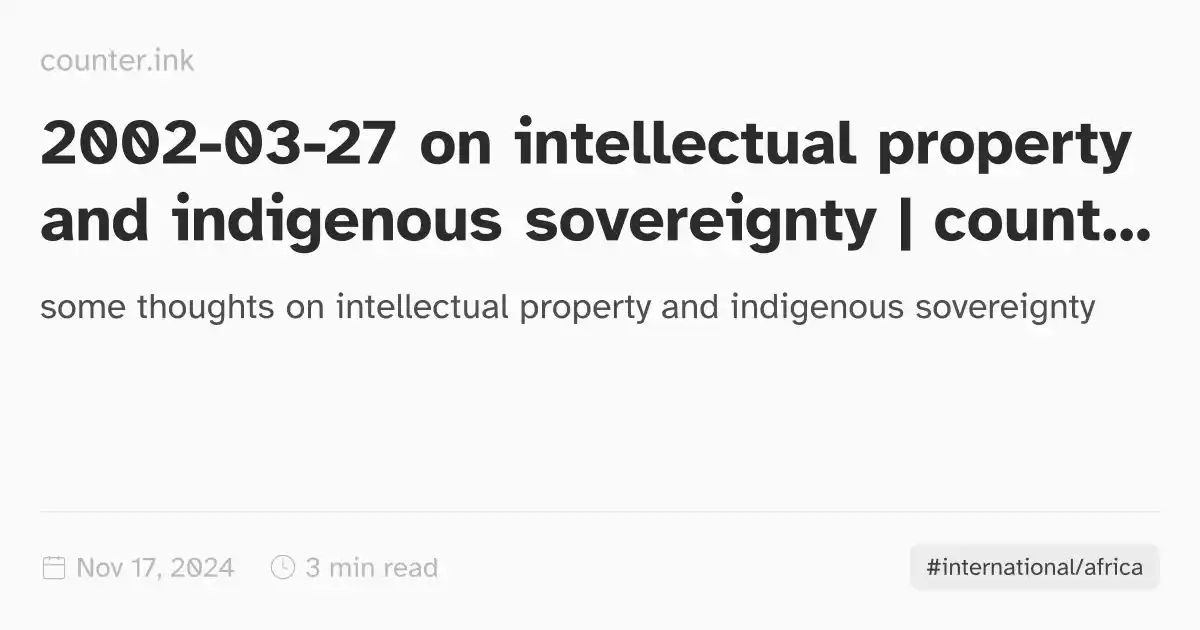 counter.ink
2002-03-27 on intellectual property
and indigenous sovereignty | count...
some thoughts on intellectual property and indigenous sovereignty
Nov 17, 2024
3 min read
#international/africa